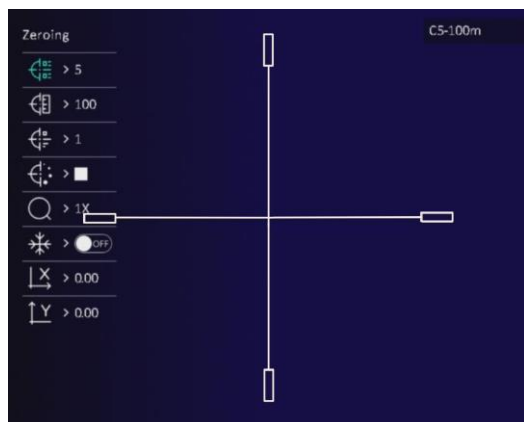 Zeroing
C5-100m
> 5
> 100
> 1
>
> 1X
> OFF
X > 0.00
Y > 0.00